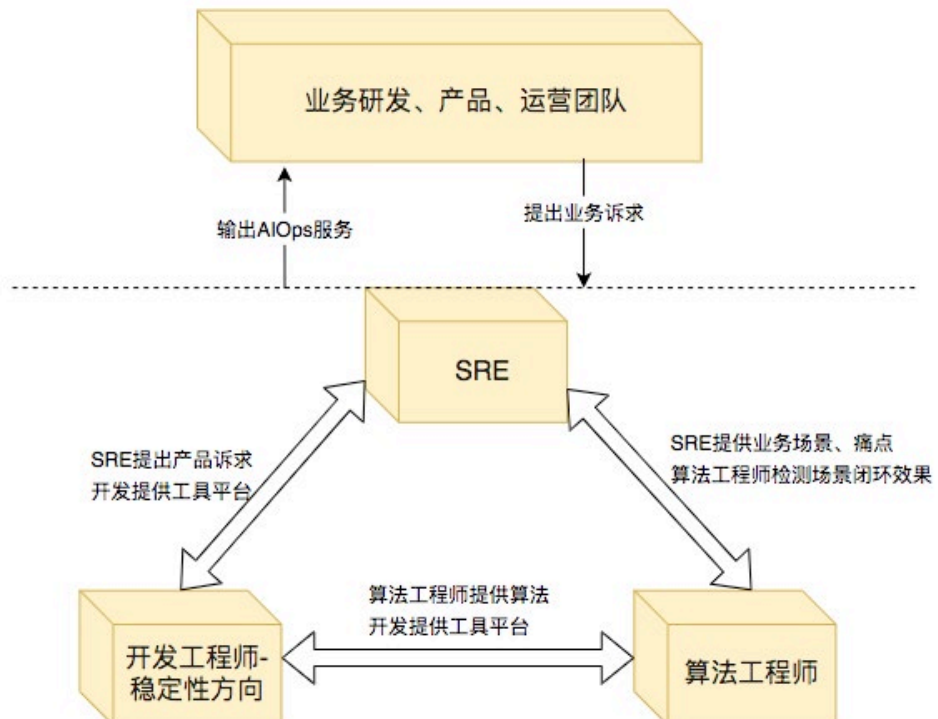 业务研发、产品、运营团队
输出AIOps服务
提出业务诉求
SRE
SRE提出产品诉求
开发提供工具平台
SRE提供业务场景、痛点
算法工程师检测场景闭环效果
算法工程师提供算法
开发提供工具平台
开发工程师-
稳定性方向
算法工程师